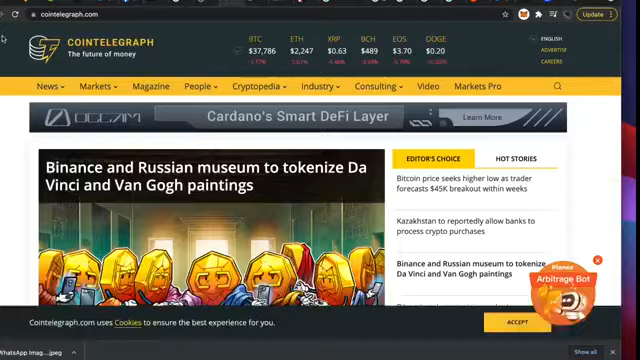 cointelegraph.com
Update
COINTELEGRAPH
The future of money
BTC ETH XRP BCH EOS DOGE
$37,786 $2,247 $0.63 $489 $3.70 $0.20
ENGLISH
ADVERTISE
CAREERS
News Markets Magazine People Cryptopedia Industry Consulting Video Markets Pro
OCCAM Cardano's Smart DeFi Layer Learn More
Binance and Russian museum to tokenize Da
Vinci and Van Gogh paintings
EDITOR'S CHOICE HOT STORIES
Bitcoin price seeks higher low as trader
forecasts $45K breakout within weeks
Kazakhstan to reportedly allow banks to
process crypto purchases
Binance and Russian museum to tokenize
Da Vinci and Van Gogh paintings
Pionex
Arbitrage Bot
Cointelegraph.com uses Cookies to ensure the best experience for you.
ACCEPT
WhatsApp Imag....jpeg
Show all